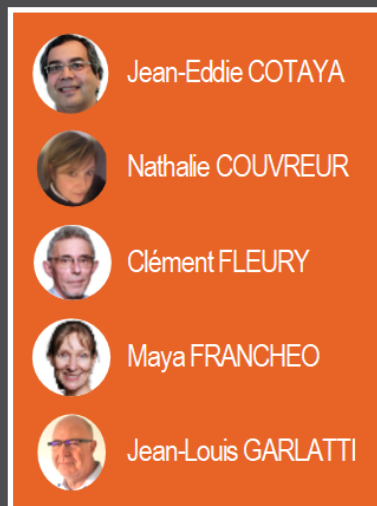 Jean-Eddie COTAYA
Nathalie COUVREUR
Clément FLEURY
Maya FRANCHEO
Jean-Louis GARLATTI